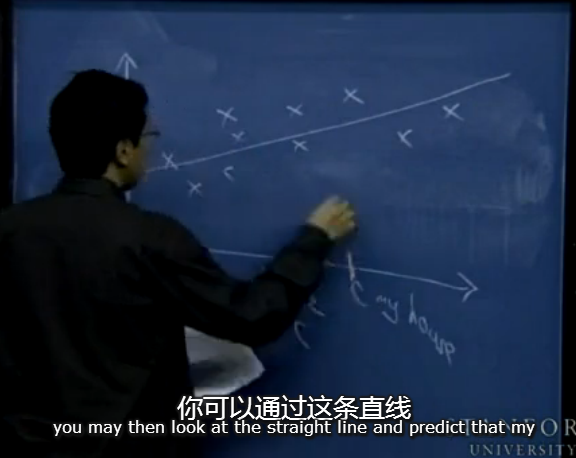 my house
你可以通过这条直线
you may then look at the straight line and predict that my
STANFOR
UNIVERSITY